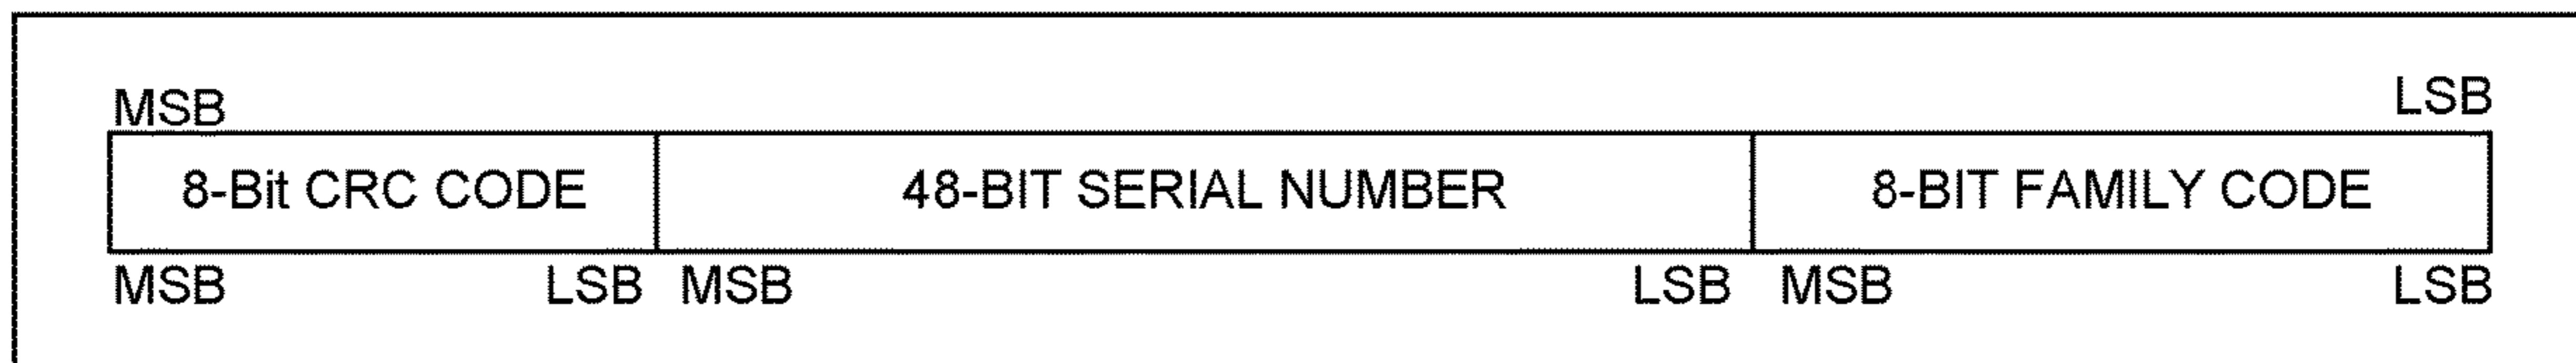 MSB LSB
8-Bit CRC CODE 48-BIT SERIAL NUMBER 8-BIT FAMILY CODE
MSB LSB MSB LSB MSB LSB